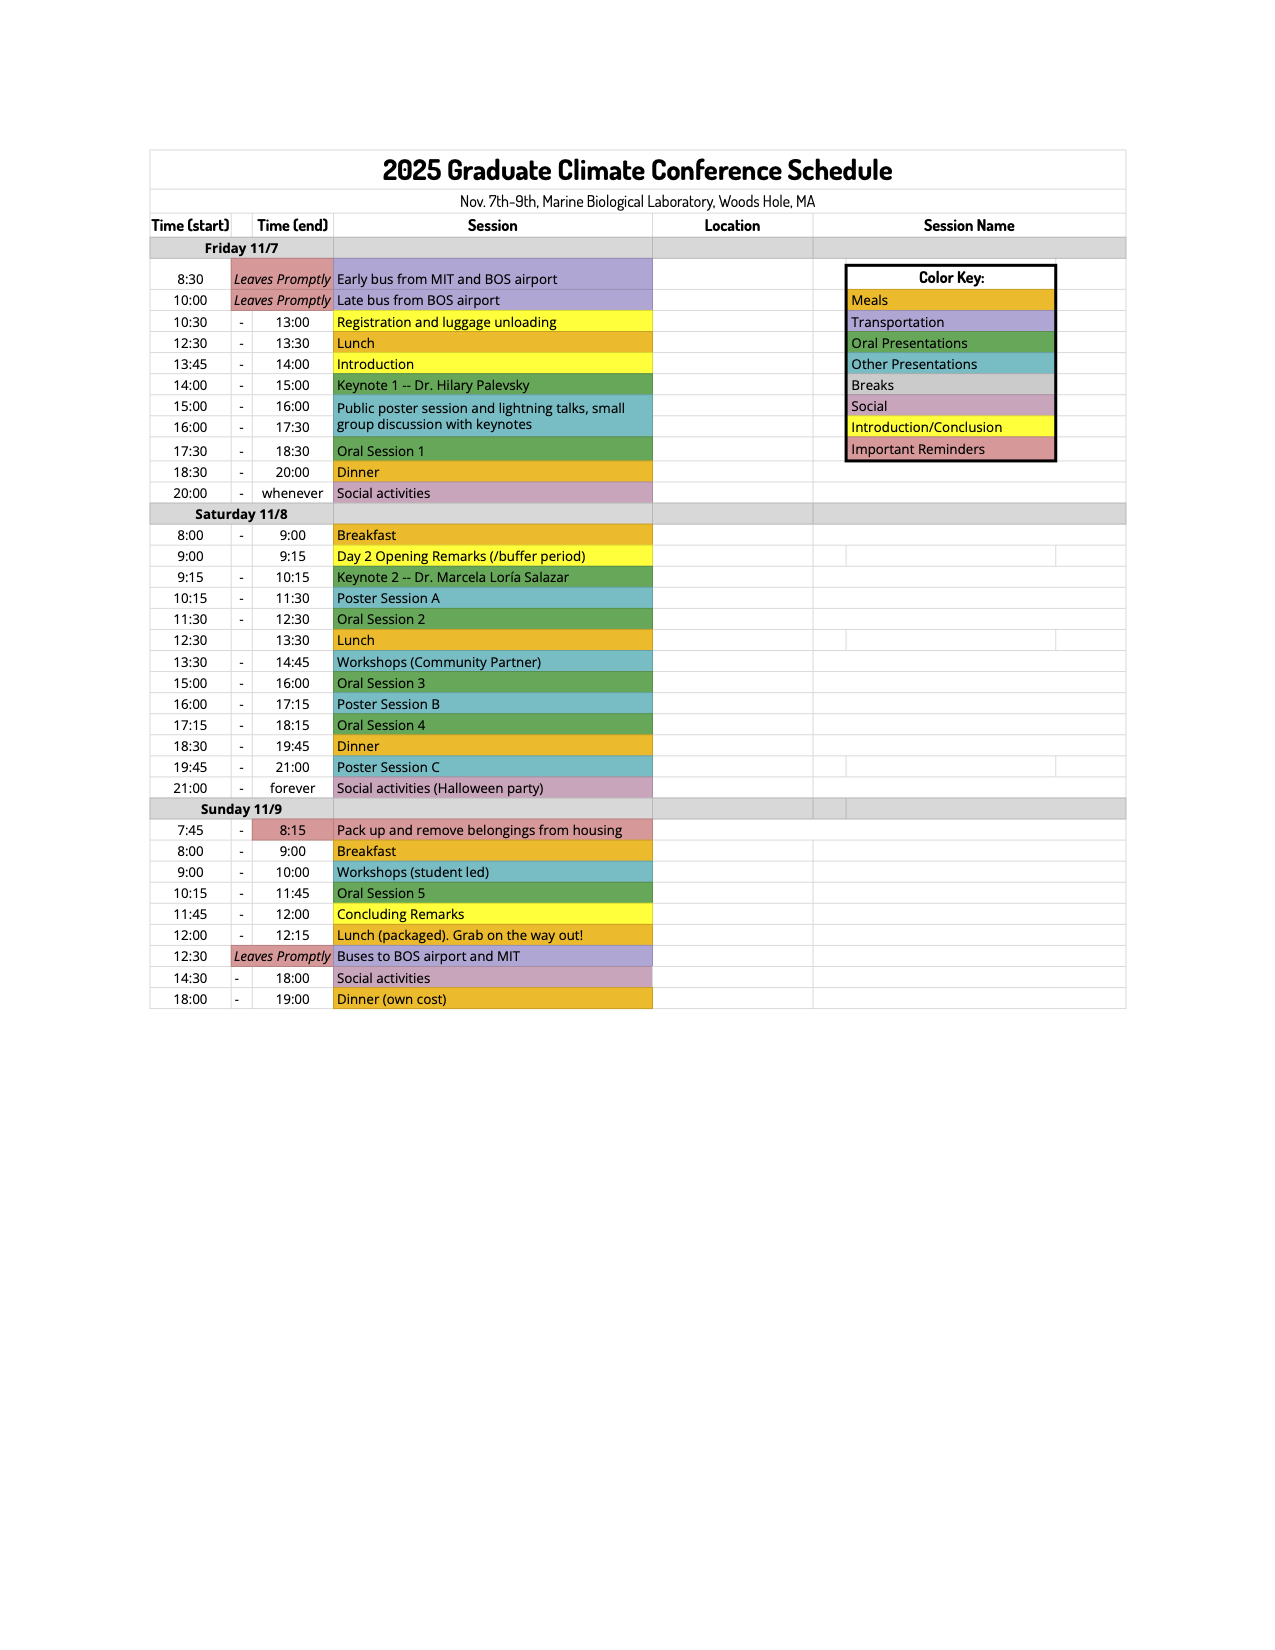 2025 Graduate Climate Conference Schedule
Nov. 7th-9th, Marine Biological Laboratory, Woods Hole, MA
Time (start) Time (end) Session Location Session Name
Friday 11/7
8:30 Leaves Promptly Early bus from MIT and BOS airport
10:00 Leaves Promptly Late bus from BOS airport
10:30 - 13:00 Registration and luggage unloading
12:30 - 13:30 Lunch
13:45 - 14:00 Introduction
14:00 - 15:00 Keynote 1 -- Dr. Hilary Palevsky
15:00 - 16:00 Public poster session and lightning talks, small
16:00 - 17:30 group discussion with keynotes
17:30 - 18:30 Oral Session 1
18:30 - 20:00 Dinner
20:00 - whenever Social activities
Color Key:
Meals
Transportation
Oral Presentations
Other Presentations
Breaks
Social
Introduction/Conclusion
Important Reminders
Saturday 11/8
8:00 - 9:00 Breakfast
9:00 9:15 Day 2 Opening Remarks (/buffer period)
9:15 - 10:15 Keynote 2 -- Dr. Marcela Loría Salazar
10:15 - 11:30 Poster Session A
11:30 - 12:30 Oral Session 2
12:30 13:30 Lunch
13:30 - 14:45 Workshops (Community Partner)
15:00 - 16:00 Oral Session 3
16:00 - 17:15 Poster Session B
17:15 - 18:15 Oral Session 4
18:30 - 19:45 Dinner
19:45 - 21:00 Poster Session C
21:00 - forever Social activities (Halloween party)
Sunday 11/9
7:45 - 8:15 Pack up and remove belongings from housing
8:00 - 9:00 Breakfast
9:00 - 10:00 Workshops (student led)
10:15 - 11:45 Oral Session 5
11:45 - 12:00 Concluding Remarks
12:00 - 12:15 Lunch (packaged). Grab on the way out!
12:30 Leaves Promptly Buses to BOS airport and MIT
14:30 - 18:00 Social activities
18:00 - 19:00 Dinner (own cost)